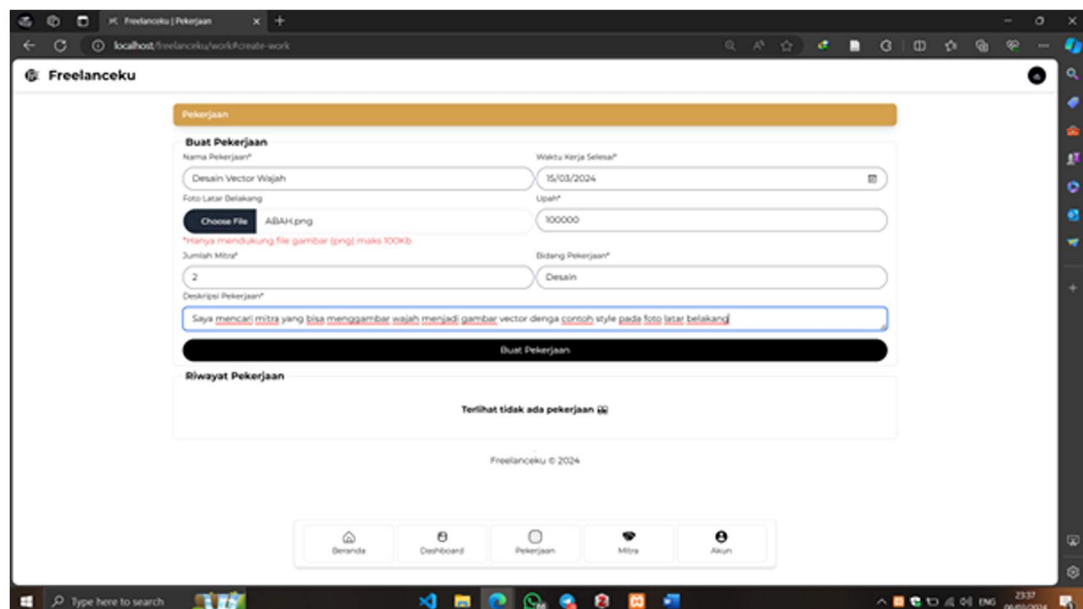 Freelanceku | Pekerjaan
localhost/freelanceku/work#create-work
Freelanceku
Pekerjaan
Buat Pekerjaan
Nama Pekerjaan* Waktu Kerja Selesai*
Desain Vector Wajah 15/03/2024
Foto Latar Belakang Upah*
Choose File ABAH.png 100000
*Hanya mendukung file gambar (png) maks 100Kb
Jumlah Mitra* Bidang Pekerjaan*
2 Desain
Deskripsi Pekerjaan*
Saya mencari mitra yang bisa menggambar wajah menjadi gambar vector denga contoh style pada foto latar belakang
Buat Pekerjaan
Riwayat Pekerjaan
Terlihat tidak ada pekerjaan
Freelanceku © 2024
Beranda Dashboard Pekerjaan Mitra Akun
Type here to search ENG 23:37